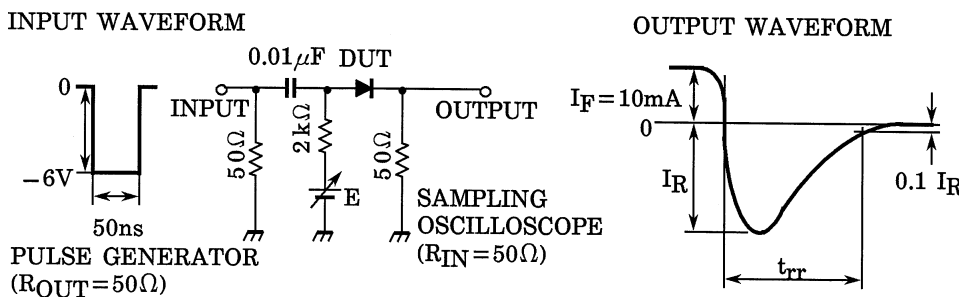 INPUT WAVEFORM
0
−6V
50ns
PULSE GENERATOR
(ROUT=50Ω)
0.01μF DUT
INPUT
OUTPUT
50Ω
2kΩ
E
50Ω
SAMPLING
OSCILLOSCOPE
(RIN=50Ω)
OUTPUT WAVEFORM
IF=10mA
0
IR
0.1 IR
trr